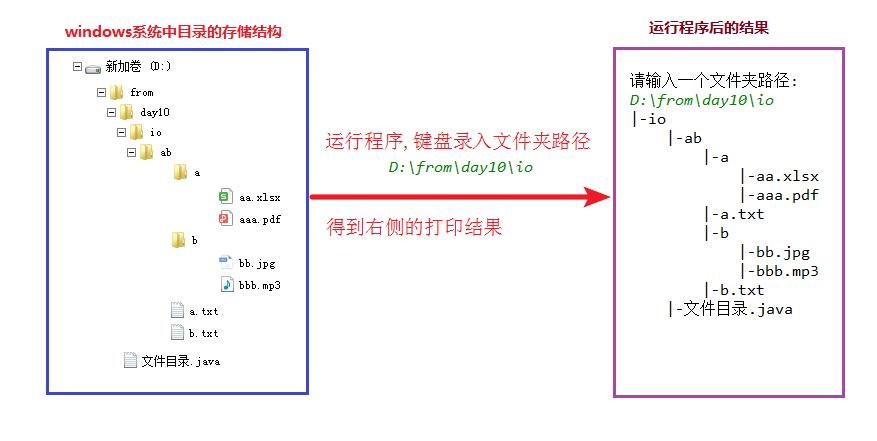 windows系统中目录的存储结构
新加卷 (D:)
from
day10
io
ab
a
aa.xlsx
aaa.pdf
b
bb.jpg
bbb.mp3
a.txt
b.txt
文件目录.java
运行程序,键盘录入文件夹路径
D:\from\day10\io
得到右侧的打印结果
运行程序后的结果
请输入一个文件夹路径:
D:\from\day10\io
|-io
|-ab
|-a
|-aa.xlsx
|-aaa.pdf
|-a.txt
|-b
|-bb.jpg
|-bbb.mp3
|-b.txt
|-文件目录.java